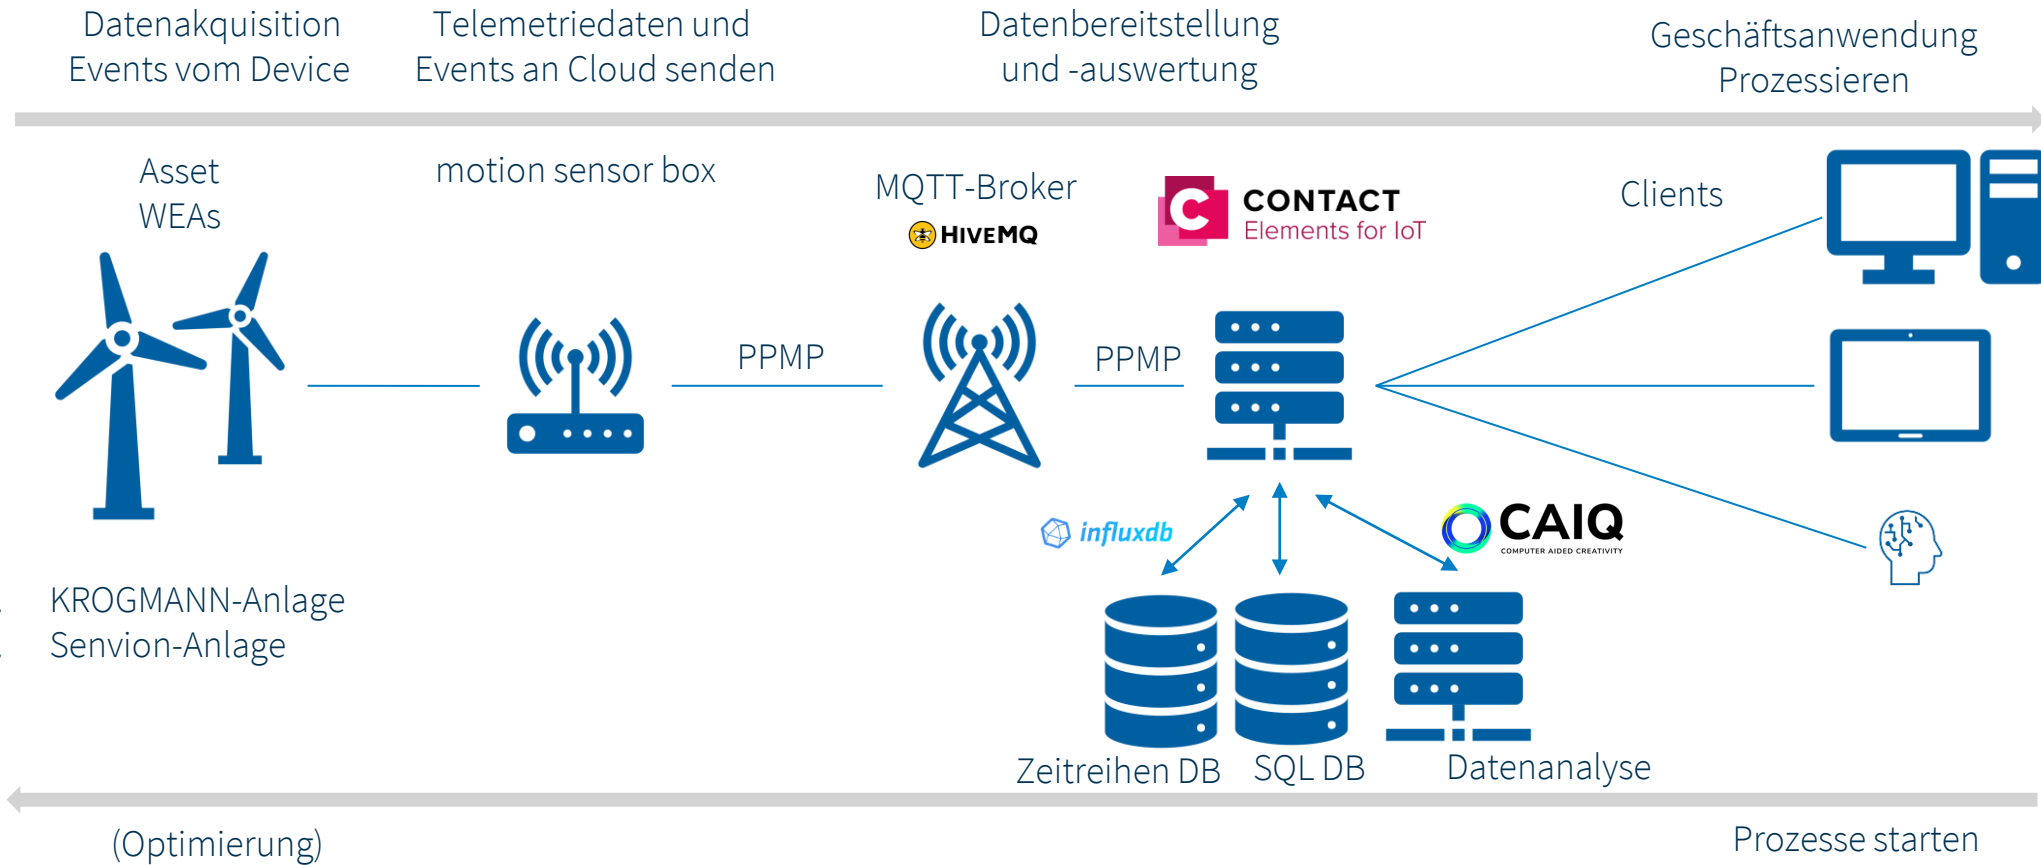 Datenakquisition
Events vom Device
Telemetriedaten und
Events an Cloud senden
Datenbereitstellung
und -auswertung
Geschäftsanwendung
Prozessieren
Asset
WEAs
motion sensor box
MQTT-Broker
HIVEMQ
C
CONTACT
Elements for IoT
Clients
PPMP
PPMP
influxdb
CAIQ
COMPUTER AIDED CREATIVITY
KROGMANN-Anlage
Senvion-Anlage
Zeitreihen DB
SQL DB
Datenanalyse
(Optimierung)
Prozesse starten